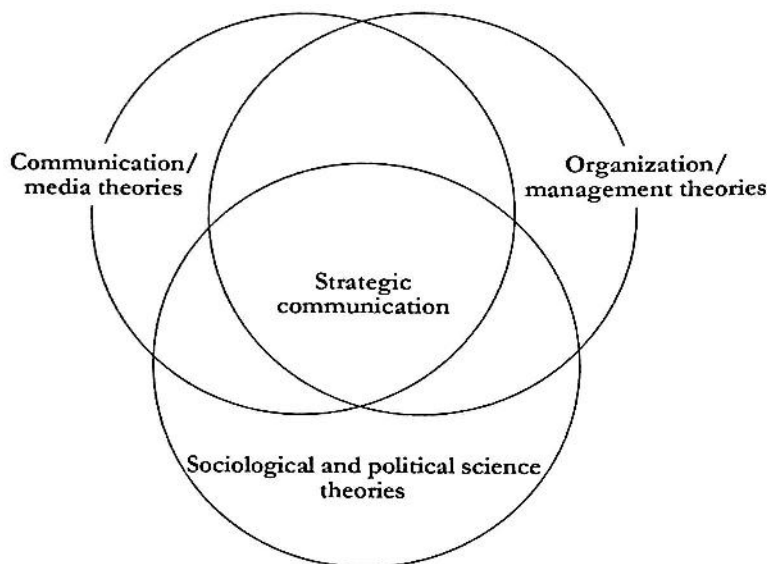 Communication/
media theories
Organization/
management theories
Strategic
communication
Sociological and political science
theories